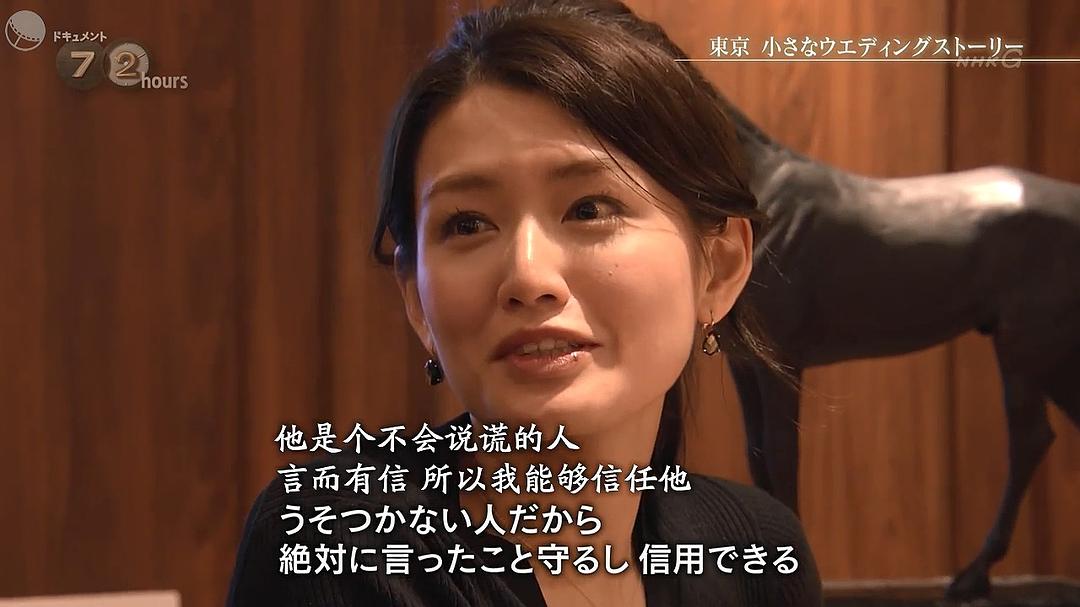 ドキュメント
72hours
東京 小さなウエディングストーリー
NHK G
他是个不会说谎的人
言而有信 所以我能够信任他
うそつかない人だから
絶対に言ったこと守るし 信用できる